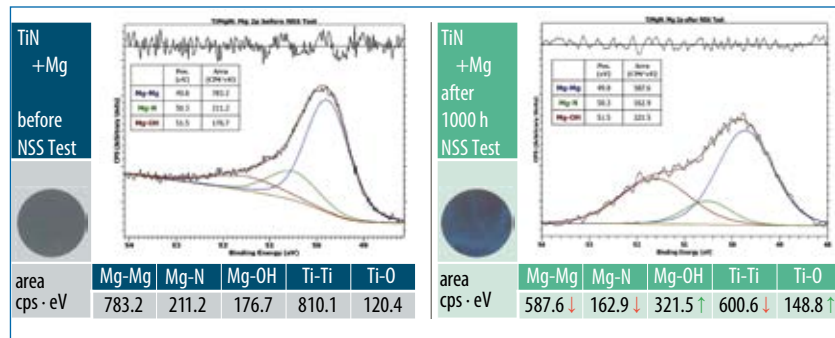 TiN
+Mg
before
NSS Test
TiMgN: Mg 2p before NSS Test
Pos. (eV) Area (CPS*eV)
Mg-Mg 49.8 783.2
Mg-N 50.3 211.2
Mg-OH 51.5 176.7
CPS (Arbitrary Units)
Binding Energy (eV)
area
cps · eV
Mg-Mg Mg-N Mg-OH Ti-Ti Ti-O
783.2 211.2 176.7 810.1 120.4
TiN
+Mg
after
1000 h
NSS Test
TiMgN: Mg 2p after NSS Test
Pos. (eV) Area
Mg-Mg 49.8 587.6
Mg-N 50.3 162.9
Mg-OH 51.5 321.5
Binding Energy (eV)
area
cps · eV
Mg-Mg Mg-N Mg-OH Ti-Ti Ti-O
587.6 ↓ 162.9 ↓ 321.5 ↑ 600.6 ↓ 148.8 ↑